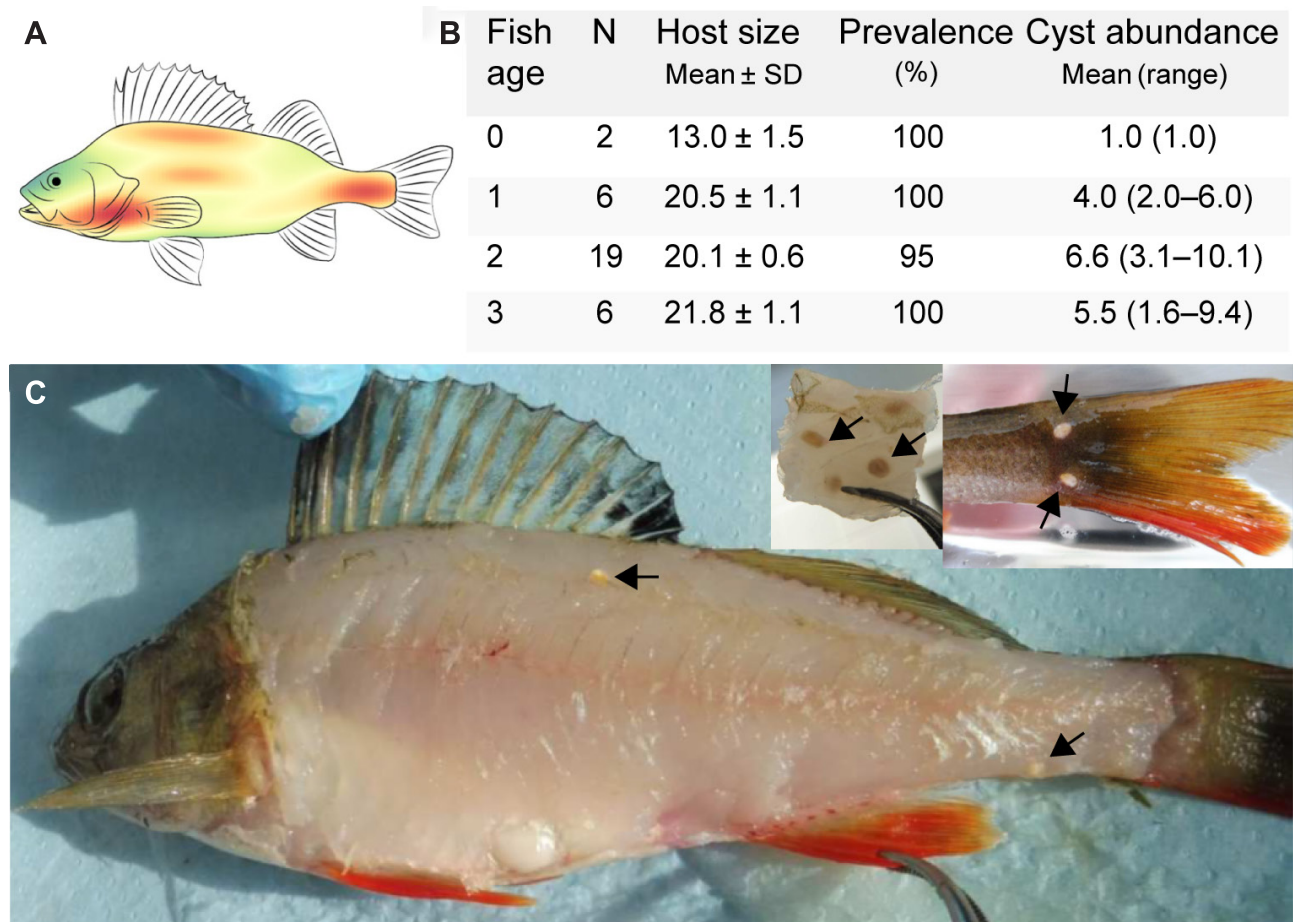 A
B
Fish age N Host size Mean ± SD Prevalence (%) Cyst abundance Mean (range)
0 2 13.0 ± 1.5 100 1.0 (1.0)
1 6 20.5 ± 1.1 100 4.0 (2.0–6.0)
2 19 20.1 ± 0.6 95 6.6 (3.1–10.1)
3 6 21.8 ± 1.1 100 5.5 (1.6–9.4)
C